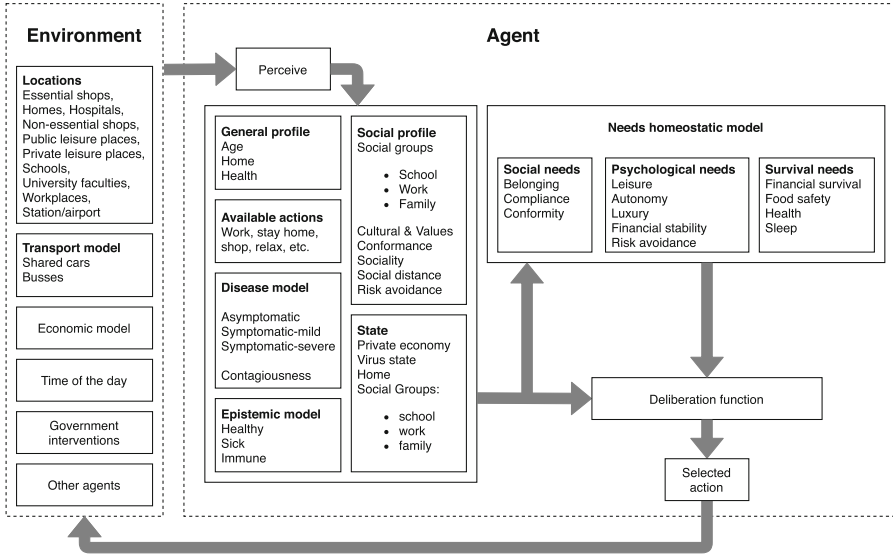 Environment
Locations
Essential shops,
Homes, Hospitals,
Non-essential shops,
Public leisure places,
Private leisure places,
Schools,
University faculties,
Workplaces,
Station/airport
Transport model
Shared cars
Busses
Economic model
Time of the day
Government
interventions
Other agents
Agent
Perceive
General profile
Age
Home
Health
Available actions
Work, stay home,
shop, relax, etc.
Disease model
Asymptomatic
Symptomatic-mild
Symptomatic-severe
Contagiousness
Epistemic model
Healthy
Sick
Immune
Social profile
Social groups
• School
• Work
• Family
Cultural & Values
Conformance
Sociality
Social distance
Risk avoidance
State
Private economy
Virus state
Home
Social Groups:
• school
• work
• family
Needs homeostatic model
Social needs
Belonging
Compliance
Conformity
Psychological needs
Leisure
Autonomy
Luxury
Financial stability
Risk avoidance
Survival needs
Financial survival
Food safety
Health
Sleep
Deliberation function
Selected
action